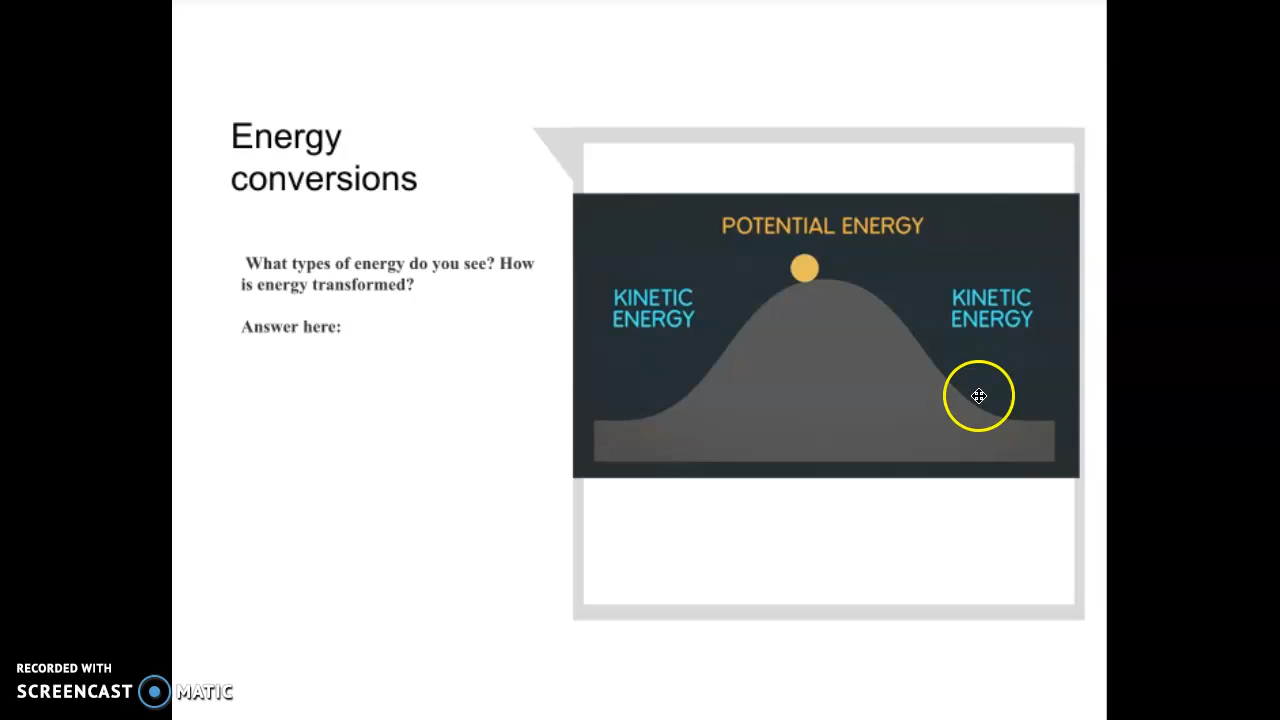 Energy
conversions
What types of energy do you see? How
is energy transformed?
Answer here:
POTENTIAL ENERGY
KINETIC
ENERGY
KINETIC
ENERGY
RECORDED WITH
SCREENCAST MATIC